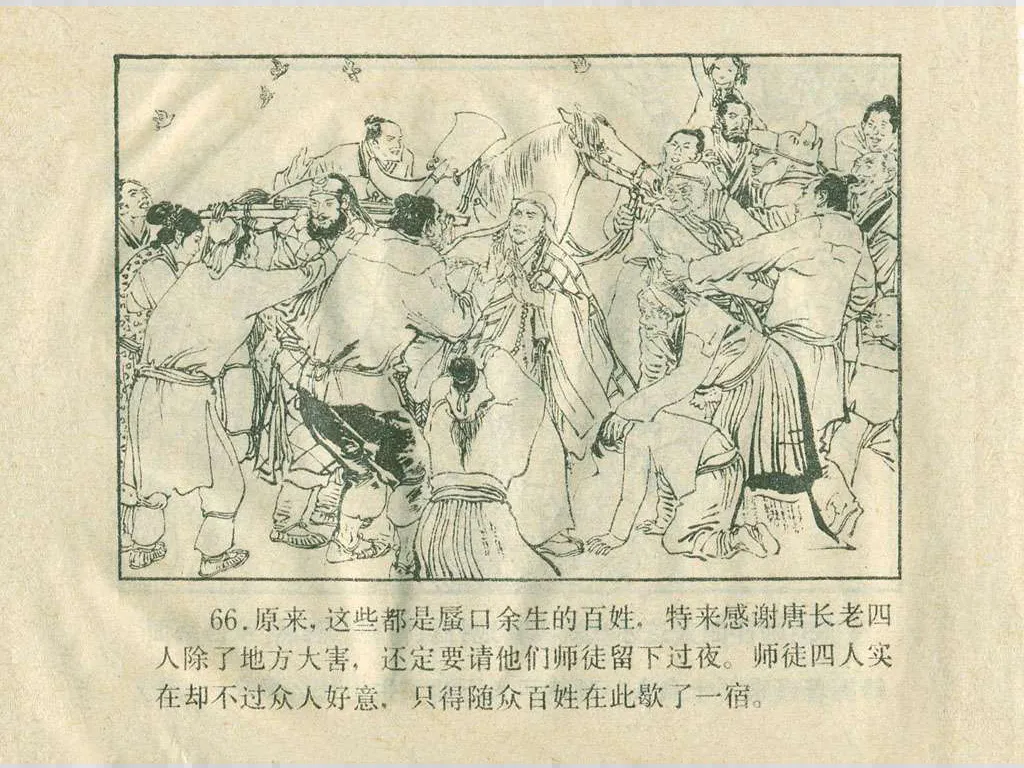 66.原来,这些都是蜃口余生的百姓,特来感谢唐长老四
人除了地方大害,还定要请他们师徒留下过夜。师徒四人实
在却不过众人好意,只得随众百姓在此歇了一宿。